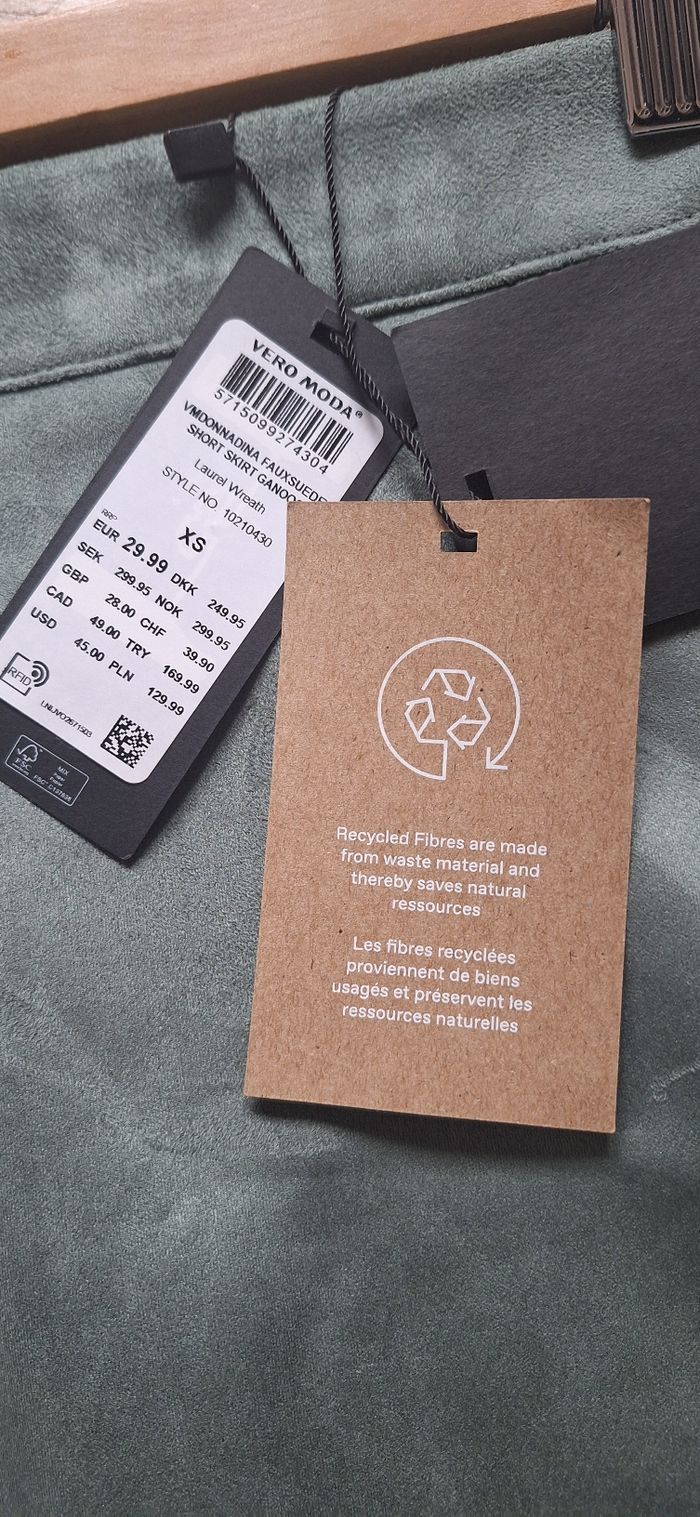 VERO MODA®
5715099274304
VMDONNADINA FAUXSUEDE
SHORT SKIRT GANOO
Laurel Wreath
STYLE NO. 10210430
XS
RRP
EUR 29.99 DKK 249.95
SEK 299.95 NOK 299.95
GBP 28.00 CHF 39.90
CAD 49.00 TRY 169.99
USD 45.00 PLN 129.99
RFID
FSC
MIX
Recycled Fibres are made
from waste material and
thereby saves natural
ressources
Les fibres recyclées
proviennent de biens
usagés et préservent les
ressources naturelles